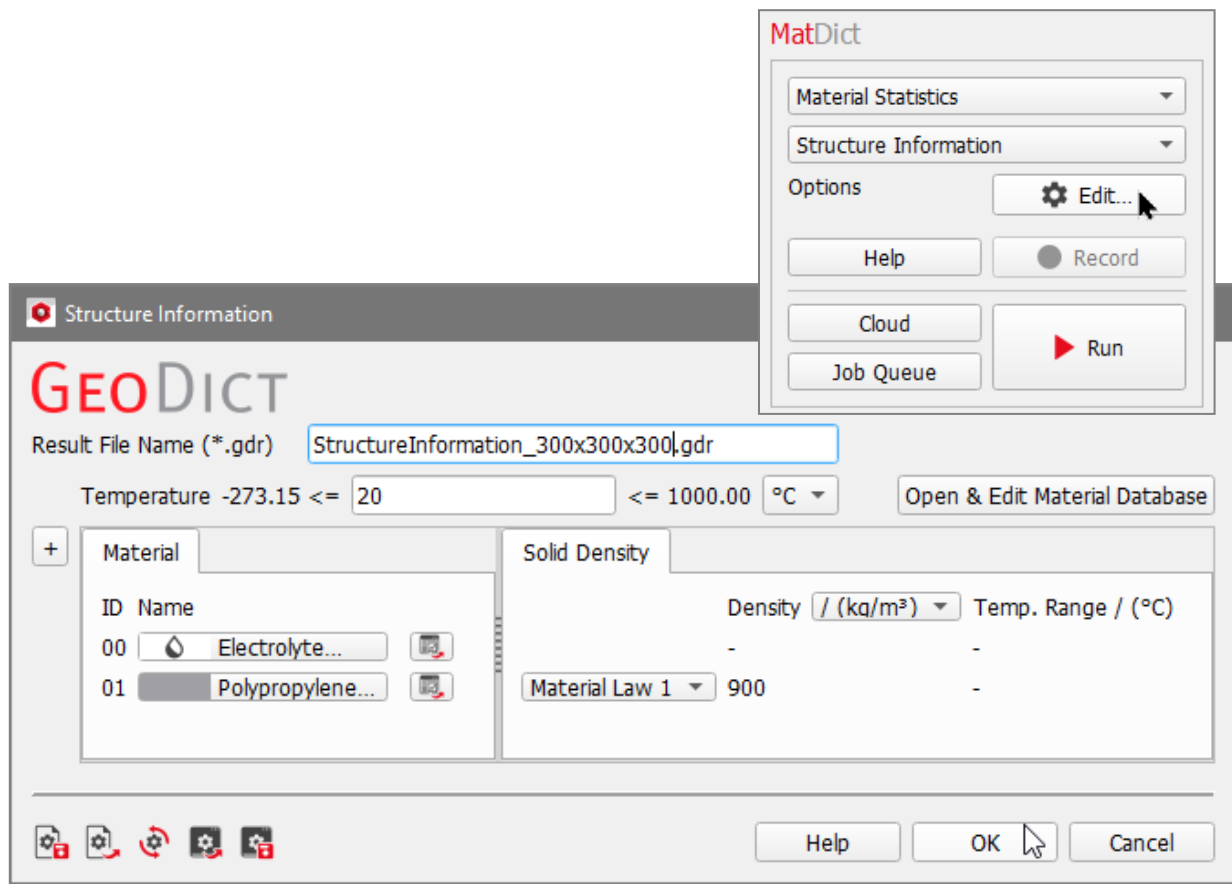 MatDict
Material Statistics
Structure Information
Options
Edit...
Help
Record
Cloud
Run
Job Queue
Structure Information
GEODICT
Result File Name (*.gdr) StructureInformation_300x300x300.gdr
Temperature -273.15 <= 20 <= 1000.00 °C Open & Edit Material Database
+ Material Solid Density
ID Name Density / (kg/m³) Temp. Range / (°C)
00 Electrolyte... - -
01 Polypropylene... Material Law 1 900 -
Help OK Cancel